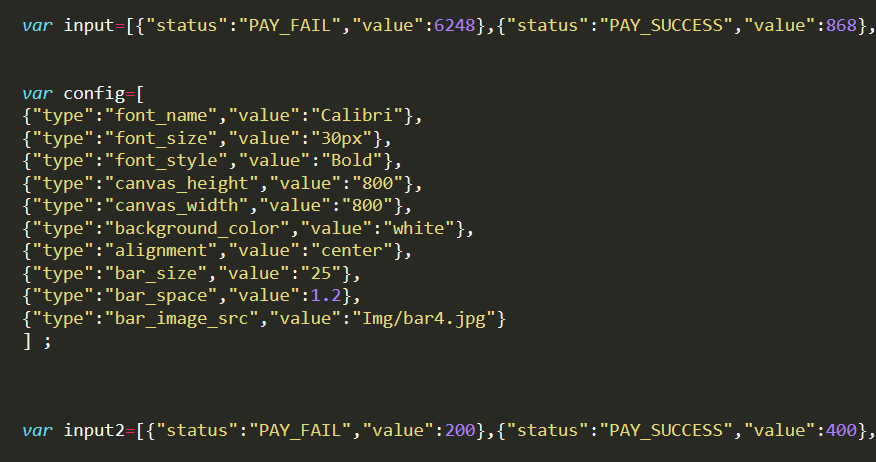 var input=[{"status":"PAY_FAIL","value":6248},{"status":"PAY_SUCCESS","value":868},
var config=[
{"type":"font_name","value":"Calibri"},
{"type":"font_size","value":"30px"},
{"type":"font_style","value":"Bold"},
{"type":"canvas_height","value":"800"},
{"type":"canvas_width","value":"800"},
{"type":"background_color","value":"white"},
{"type":"alignment","value":"center"},
{"type":"bar_size","value":"25"},
{"type":"bar_space","value":1.2},
{"type":"bar_image_src","value":"Img/bar4.jpg"}
] ;
var input2=[{"status":"PAY_FAIL","value":200},{"status":"PAY_SUCCESS","value":400},